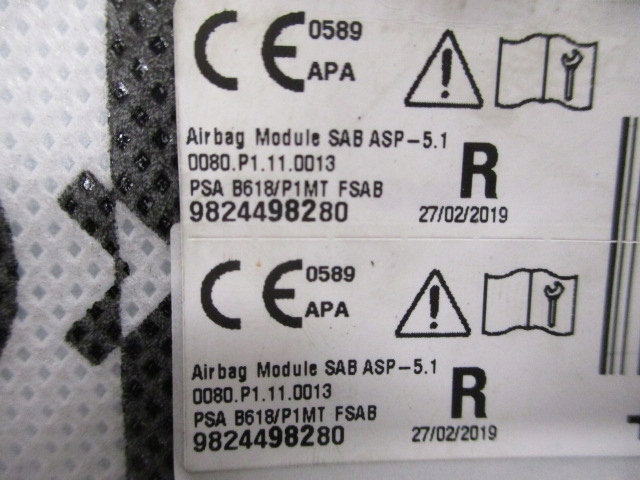 CE 0589
APA
Airbag Module SAB ASP-5.1
0080.P1.11.0013
R
PSA B618/P1MT FSAB
9824498280 27/02/2019
CE 0589
APA
Airbag Module SAB ASP-5.1
0080.P1.11.0013
R
PSA B618/P1MT FSAB
9824498280 27/02/2019